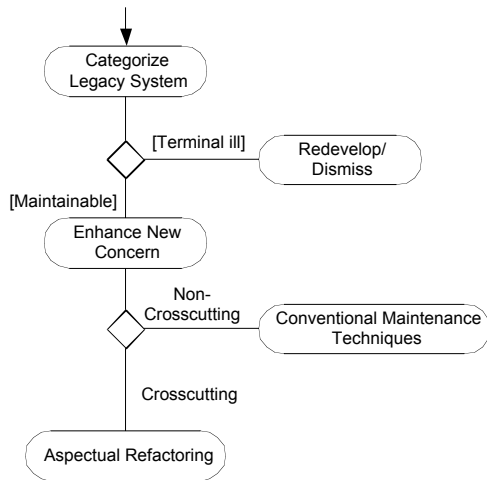 Categorize
Legacy System
[Terminal ill]
Redevelop/
Dismiss
[Maintainable]
Enhance New
Concern
Non-
Crosscutting
Conventional Maintenance
Techniques
Crosscutting
Aspectual Refactoring